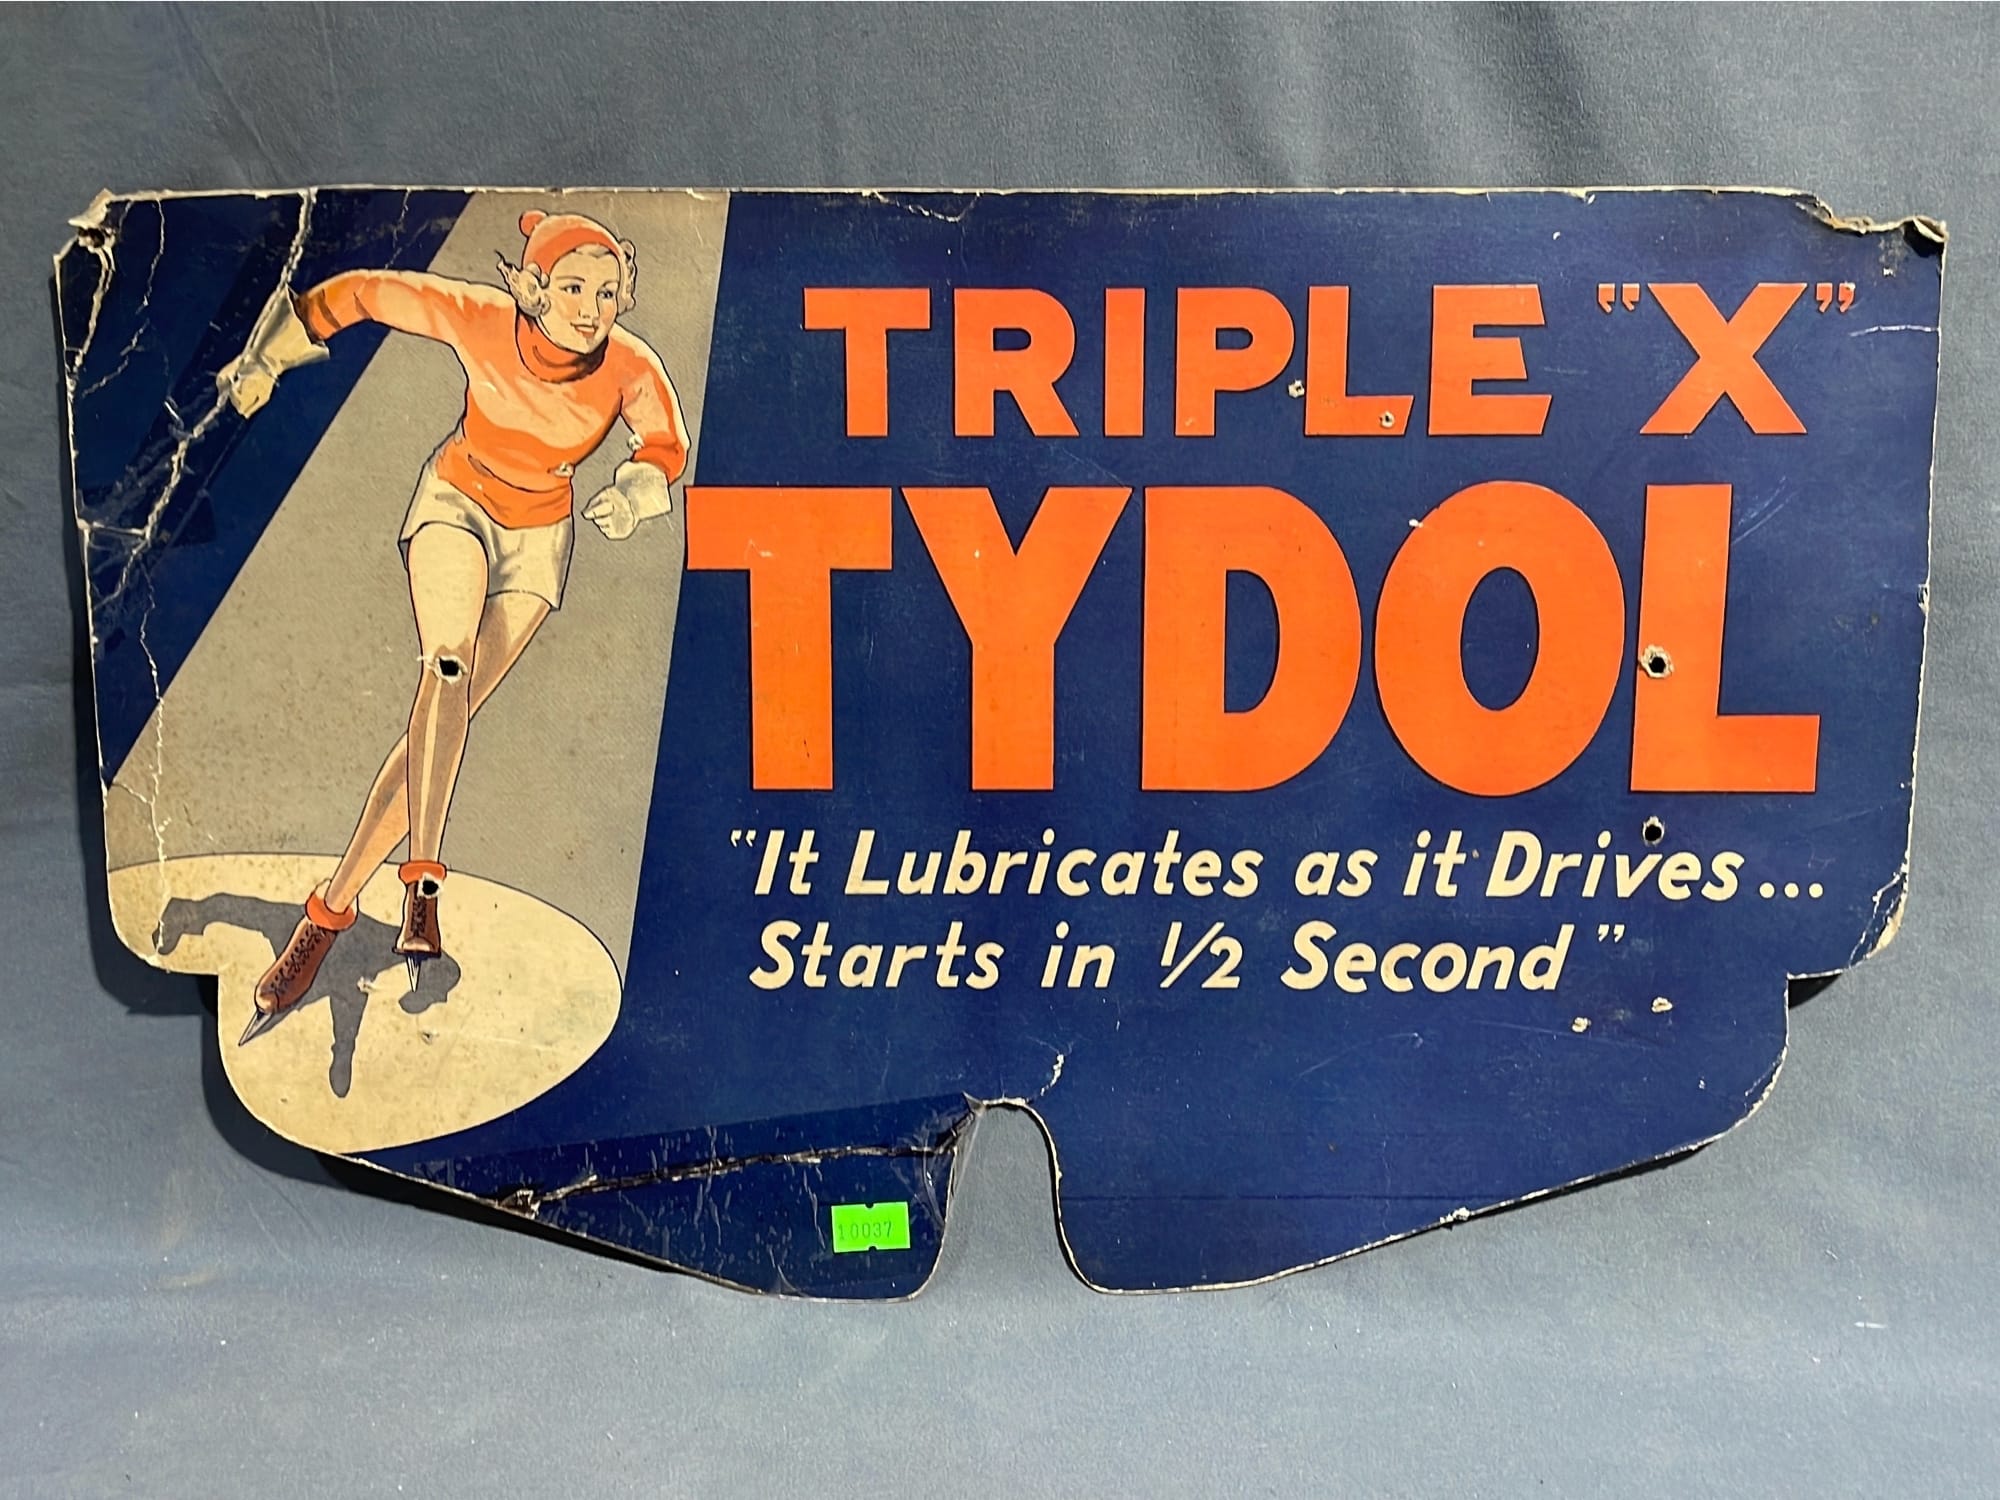 TRIPLE "X"
TYDOL
"It Lubricates as it Drives...
Starts in 1/2 Second"
10037